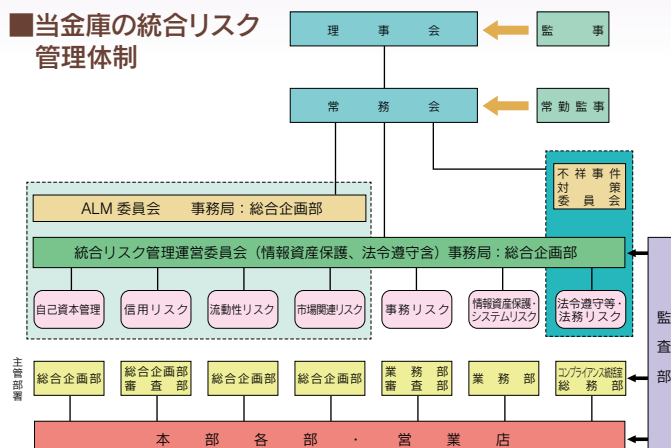 ■当金庫の統合リスク
管理体制
理事会
監事
常務会
常勤監事
不祥事件
対策
委員会
ALM 委員会 事務局：総合企画部
統合リスク管理運営委員会（情報資産保護、法令遵守含）事務局：総合企画部
自己資本管理
信用リスク
流動性リスク
市場関連リスク
事務リスク
情報資産保護・
システムリスク
法令遵守等・
法務リスク
監査部
主管部署
総合企画部
総合企画部
審査部
総合企画部
総合企画部
業務部
審査部
業務部
コンプライアンス統括室
総務部
本部各部・営業店